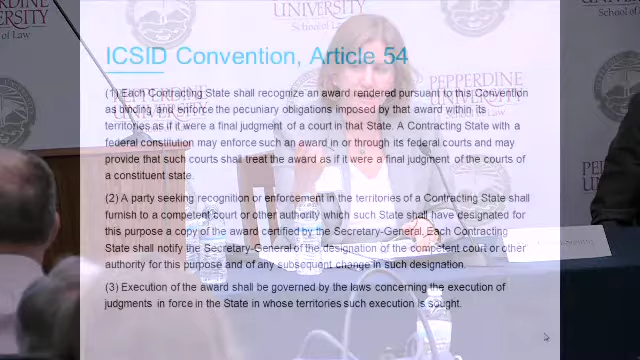 PEPPERDINE
UNIVERSITY
School of Law
ICSID Convention, Article 54
(1) Each Contracting State shall recognize an award rendered pursuant to this Convention
as binding and enforce the pecuniary obligations imposed by that award within its
territories as if it were a final judgment of a court in that State. A Contracting State with a
federal constitution may enforce such an award in or through its federal courts and may
provide that such courts shall treat the award as if it were a final judgment of the courts of
a constituent state.
(2) A party seeking recognition or enforcement in the territories of a Contracting State shall
furnish to a competent court or other authority which such State shall have designated for
this purpose a copy of the award certified by the Secretary-General. Each Contracting
State shall notify the Secretary-General of the designation of the competent court or other
authority for this purpose and of any subsequent change in such designation.
(3) Execution of the award shall be governed by the laws concerning the execution of
judgments in force in the State in whose territories such execution is sought.